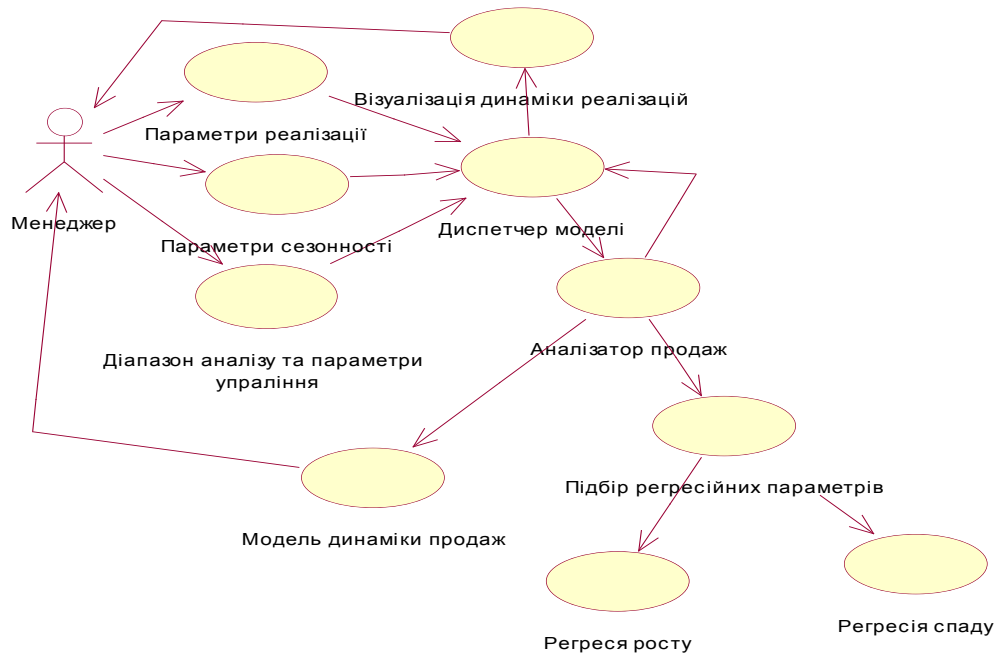 Візуалізація динаміки реалізацій
Параметри реалізації
Менеджер
Диспетчер моделі
Параметри сезонності
Аналізатор продаж
Діапазон аналізу та параметри
упраління
Підбір регресійних параметрів
Модель динаміки продаж
Регресія спаду
Регреся росту